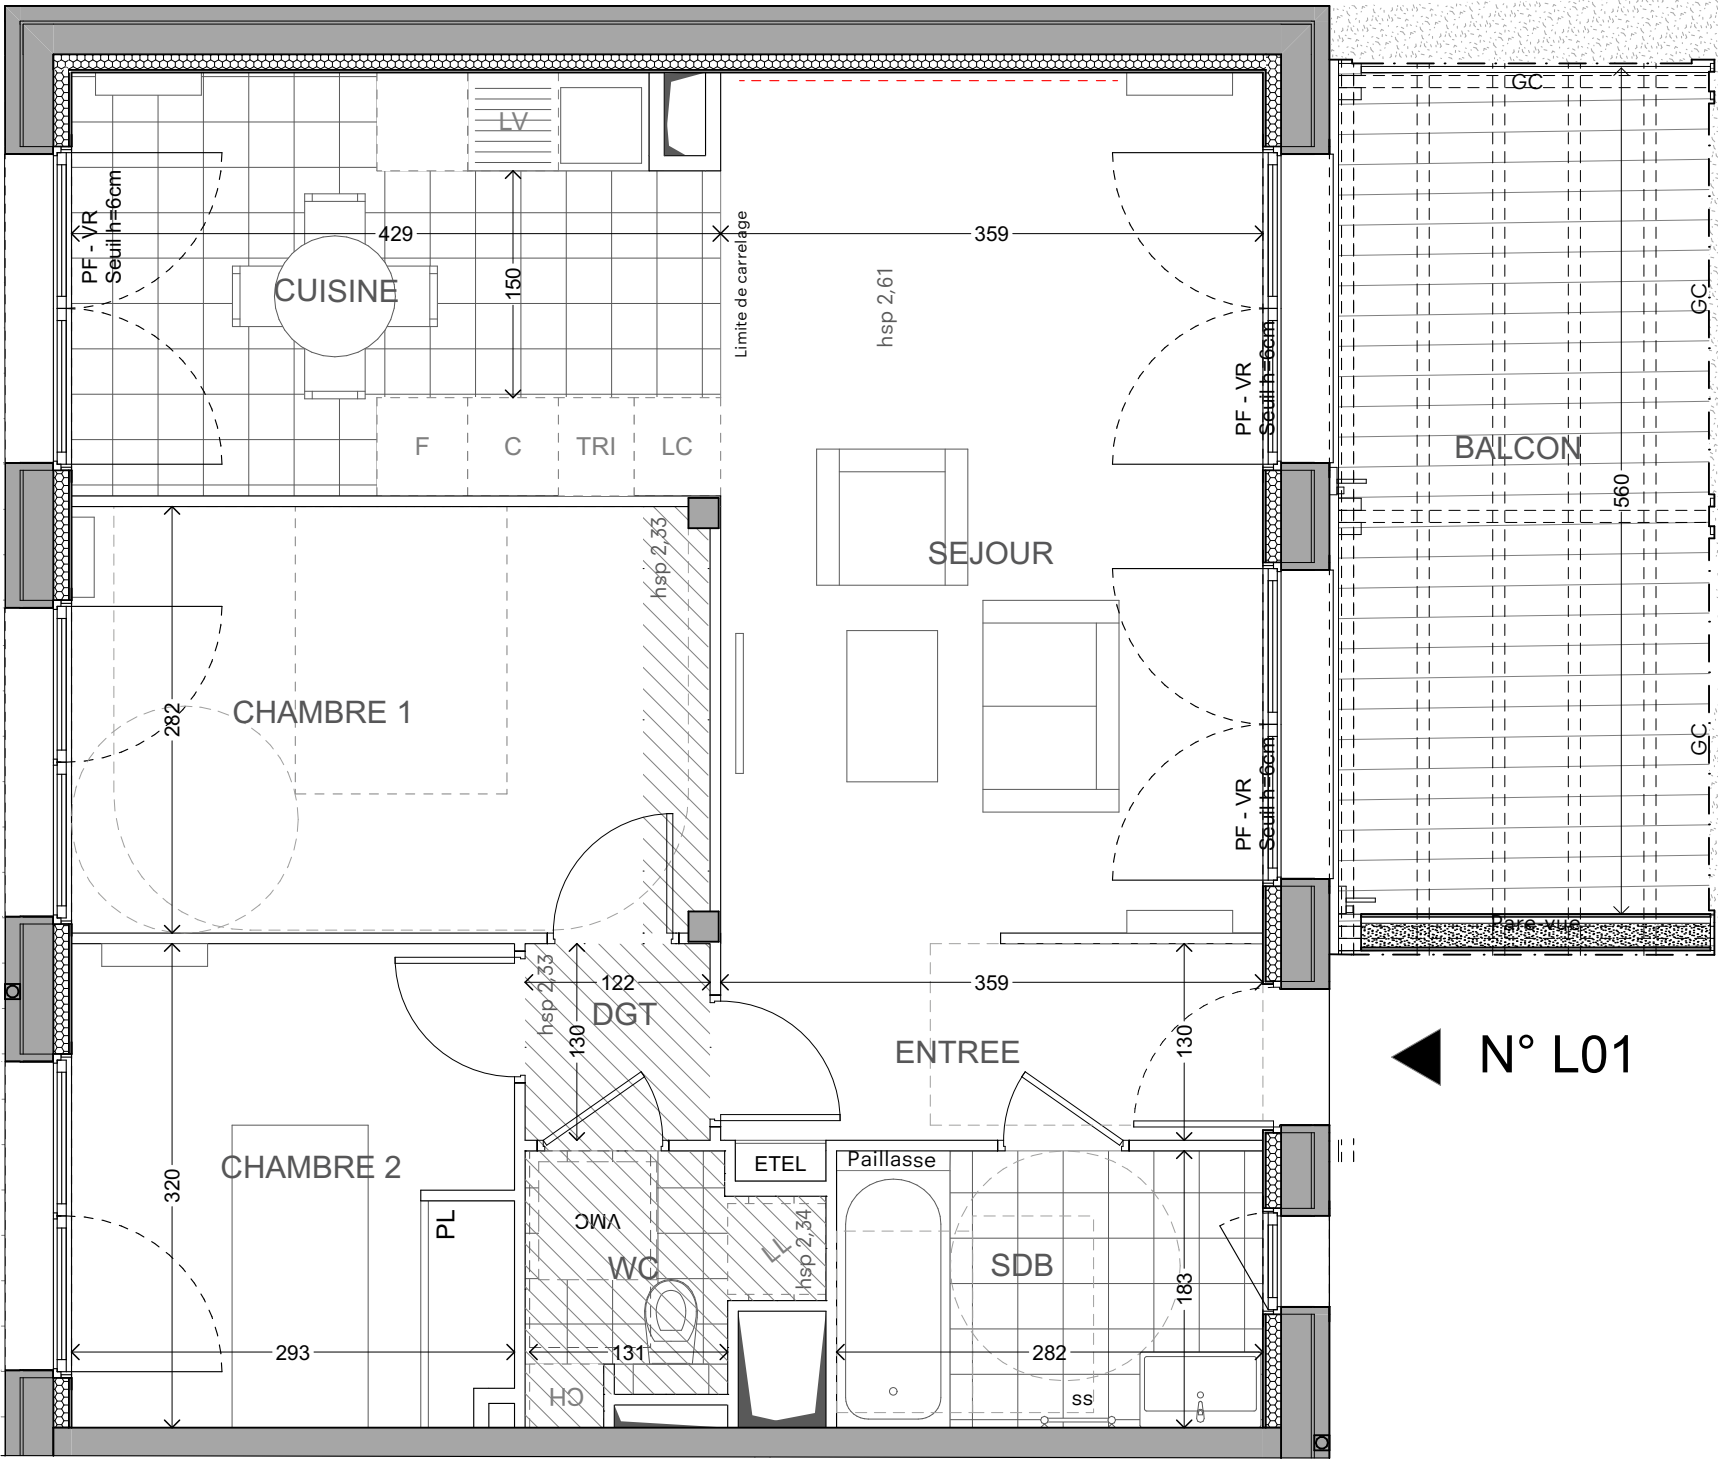 GC
LV
PF - VR
Seuil h=6cm
429
359
CUISINE
150
Limite de carrelage
hsp 2,61
GC
PF - VR
Seuil h=6cm
F
C
TRI
LC
BALCON
560
hsp 2,33
SEJOUR
282
CHAMBRE 1
GC
PF - VR
Seuil h=6cm
Pare-vue
hsp 2,33
122
359
DGT
130
ENTREE
130
N° L01
CHAMBRE 2
320
PL
ETEL
Paillasse
VMC
LL
hsp 2,34
WC
SDB
183
293
131
282
CH
ss